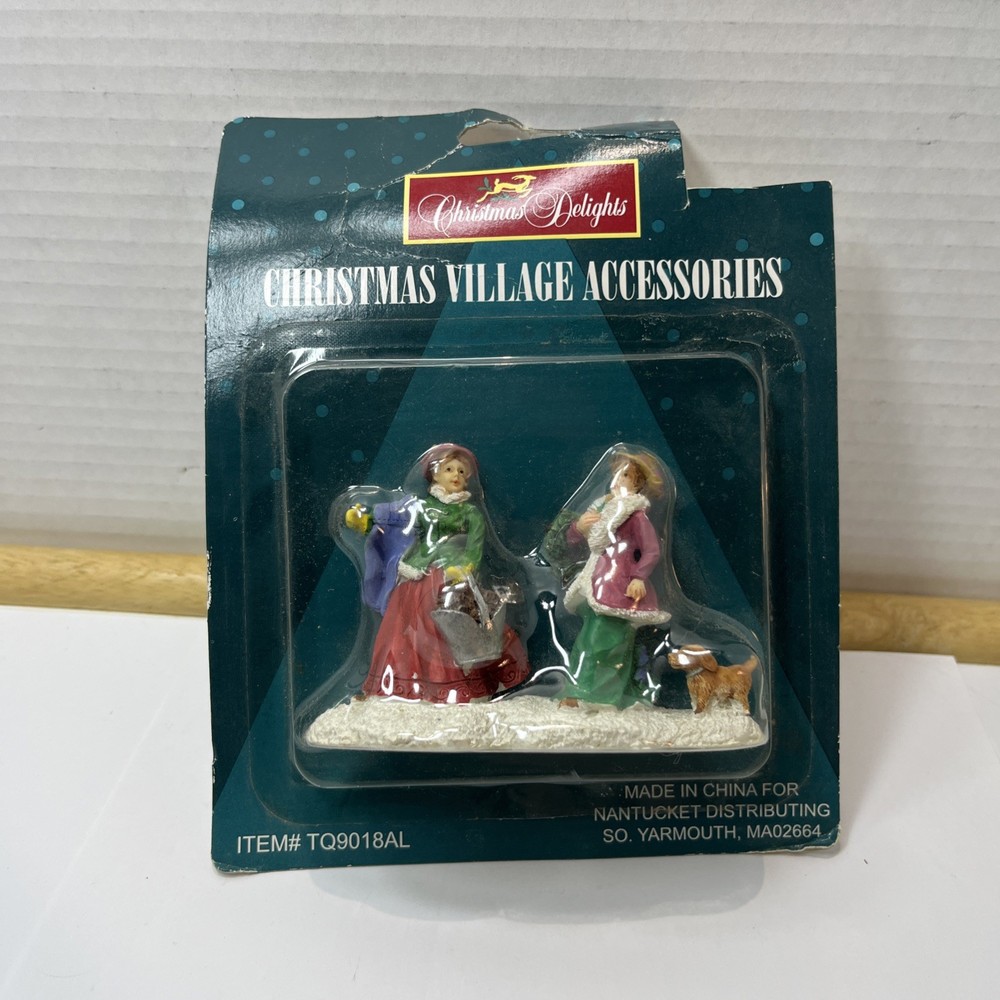 Christmas Delights
CHRISTMAS VILLAGE ACCESSORIES
MADE IN CHINA FOR
NANTUCKET DISTRIBUTING
SO. YARMOUTH, MA02664
ITEM# TQ9018AL